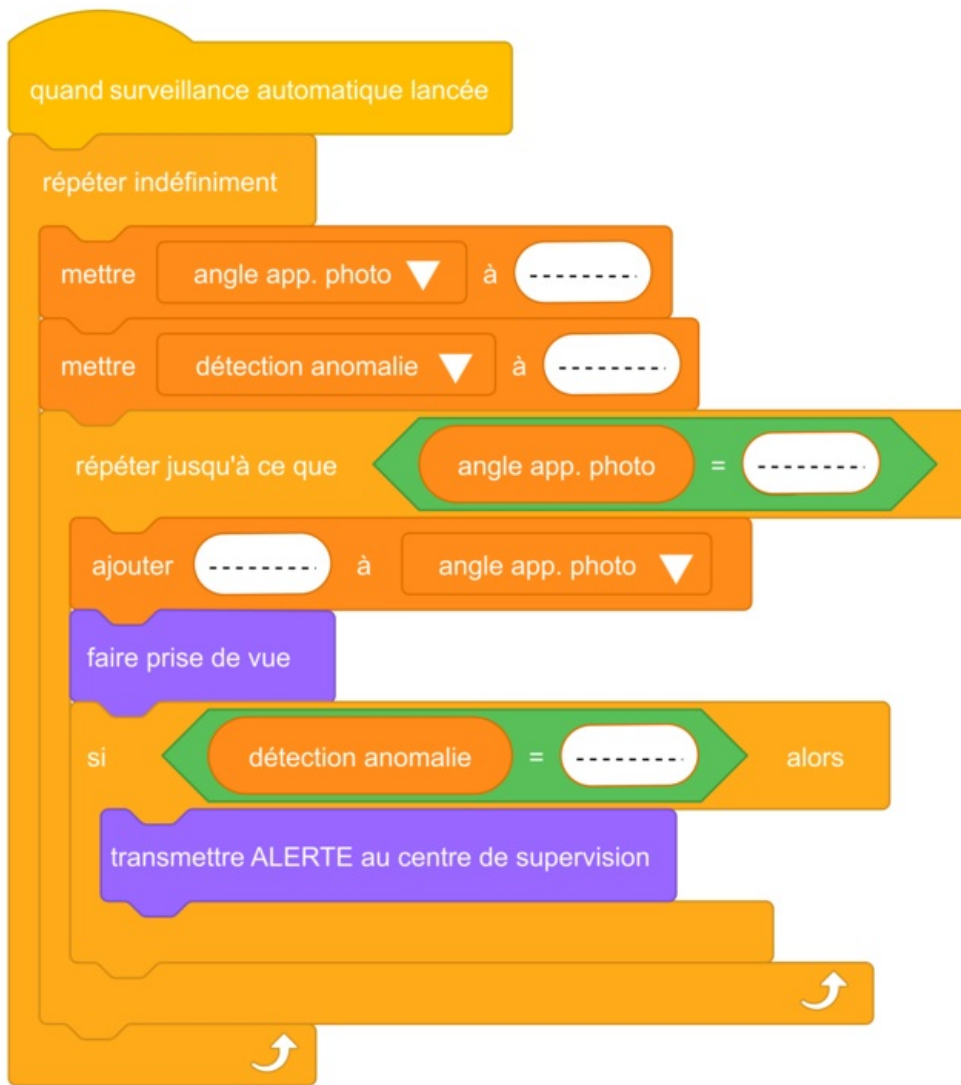 quand surveillance automatique lancée
répéter indéfiniment
mettre angle app. photo à ---------
mettre détection anomalie à ---------
répéter jusqu'à ce que angle app. photo = ---------
ajouter --------- à angle app. photo
faire prise de vue
si détection anomalie = --------- alors
transmettre ALERTE au centre de supervision